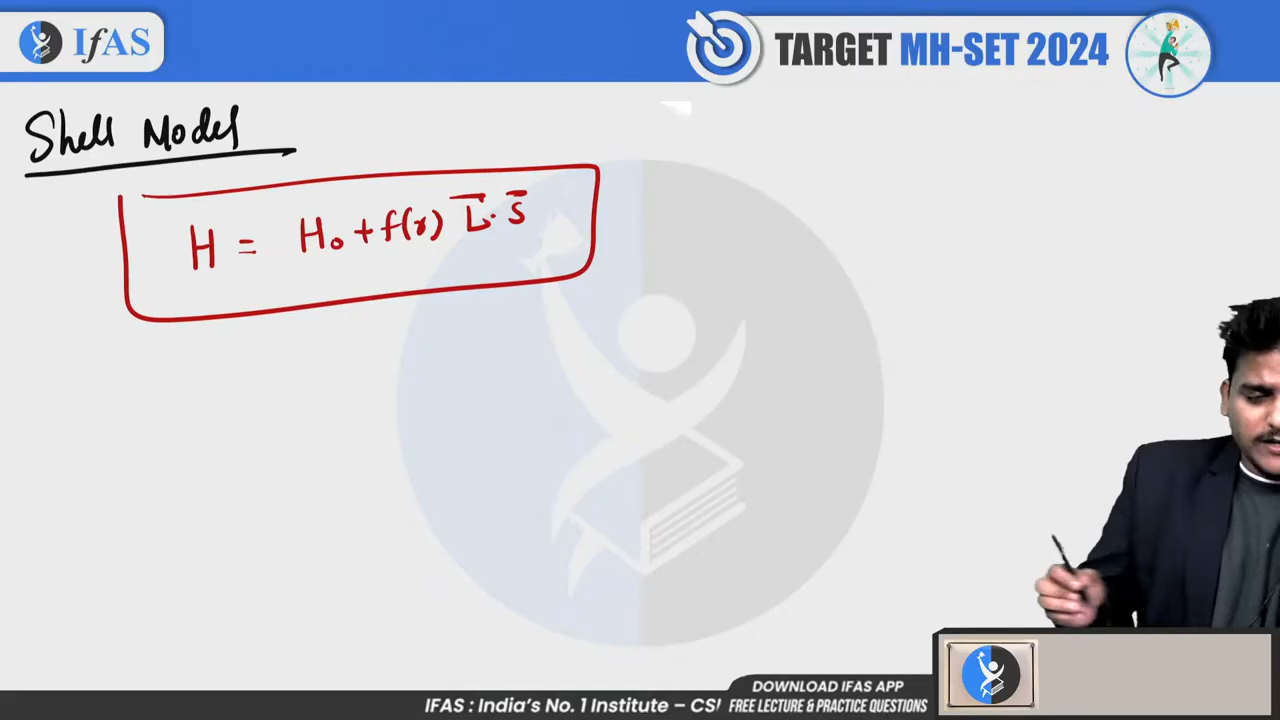 IfAS
TARGET MH-SET 2024
Shell Model
H = H₀ + f(r) L⃗ · S⃗
DOWNLOAD IFAS APP
IFAS : India's No. 1 Institute – CSI
FREE LECTURE & PRACTICE QUESTIONS